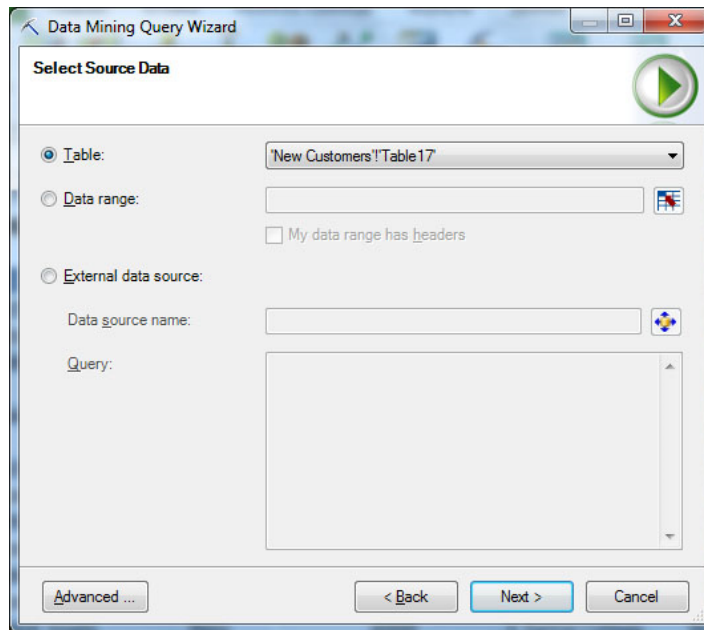 Data Mining Query Wizard
Select Source Data
Table:
'New Customers'!'Table17'
Data range:
My data range has headers
External data source:
Data source name:
Query:
Advanced ...
< Back
Next >
Cancel